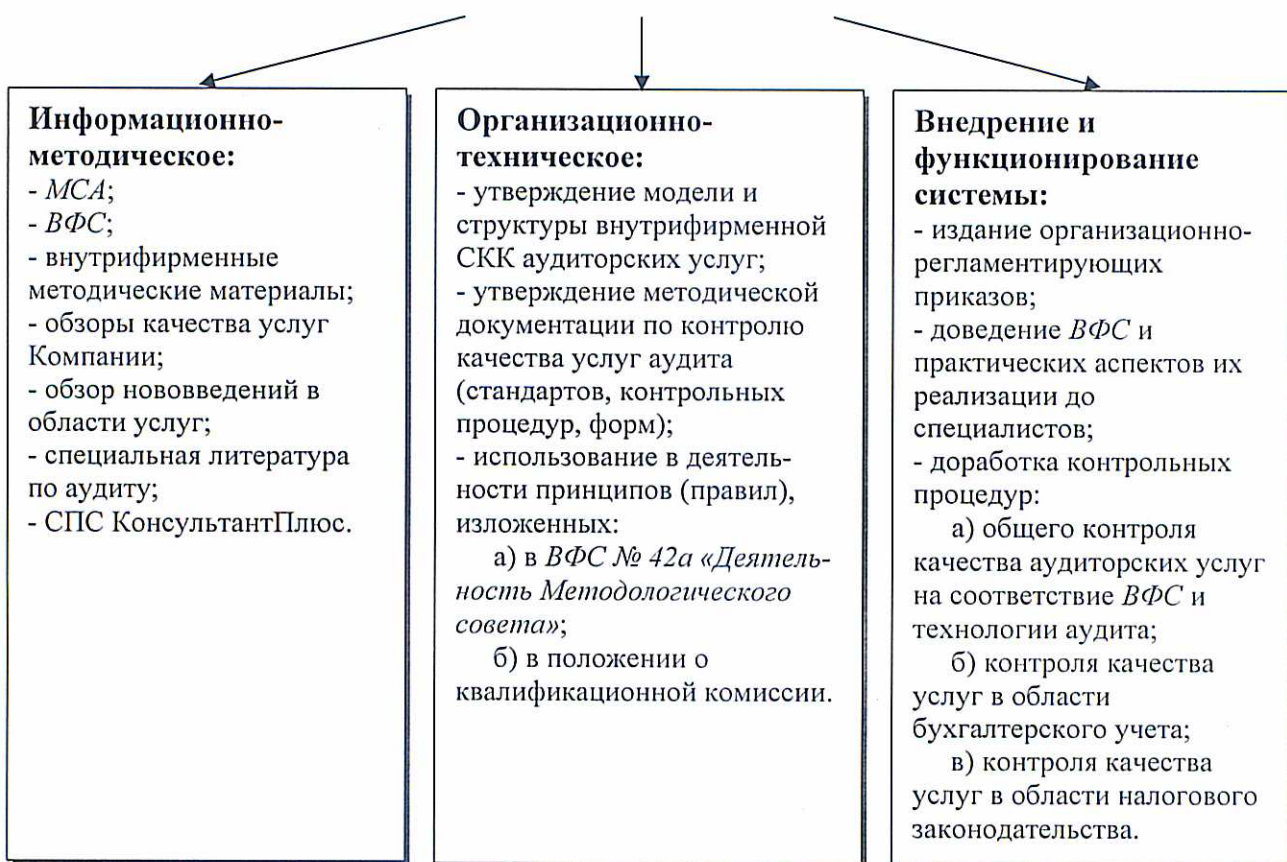 Информационно-
методическое:
- МСА;
- ВФС;
- внутрифирменные
методические материалы;
- обзоры качества услуг
Компании;
- обзор нововведений в
области услуг;
- специальная литература
по аудиту;
- СПС КонсультантПлюс.
Организационно-
техническое:
- утверждение модели и
структуры внутрифирменной
СКК аудиторских услуг;
- утверждение методической
документации по контролю
качества услуг аудита
(стандартов, контрольных
процедур, форм);
- использование в деятель-
ности принципов (правил),
изложенных:
а) в ВФС № 42а «Деятель-
ность Методологического
совета»;
б) в положении о
квалификационной комиссии.
Внедрение и
функционирование
системы:
- издание организационно-
регламентирующих
приказов;
- доведение ВФС и
практических аспектов их
реализации до
специалистов;
- доработка контрольных
процедур:
а) общего контроля
качества аудиторских услуг
на соответствие ВФС и
технологии аудита;
б) контроля качества
услуг в области
бухгалтерского учета;
в) контроля качества
услуг в области налогового
законодательства.